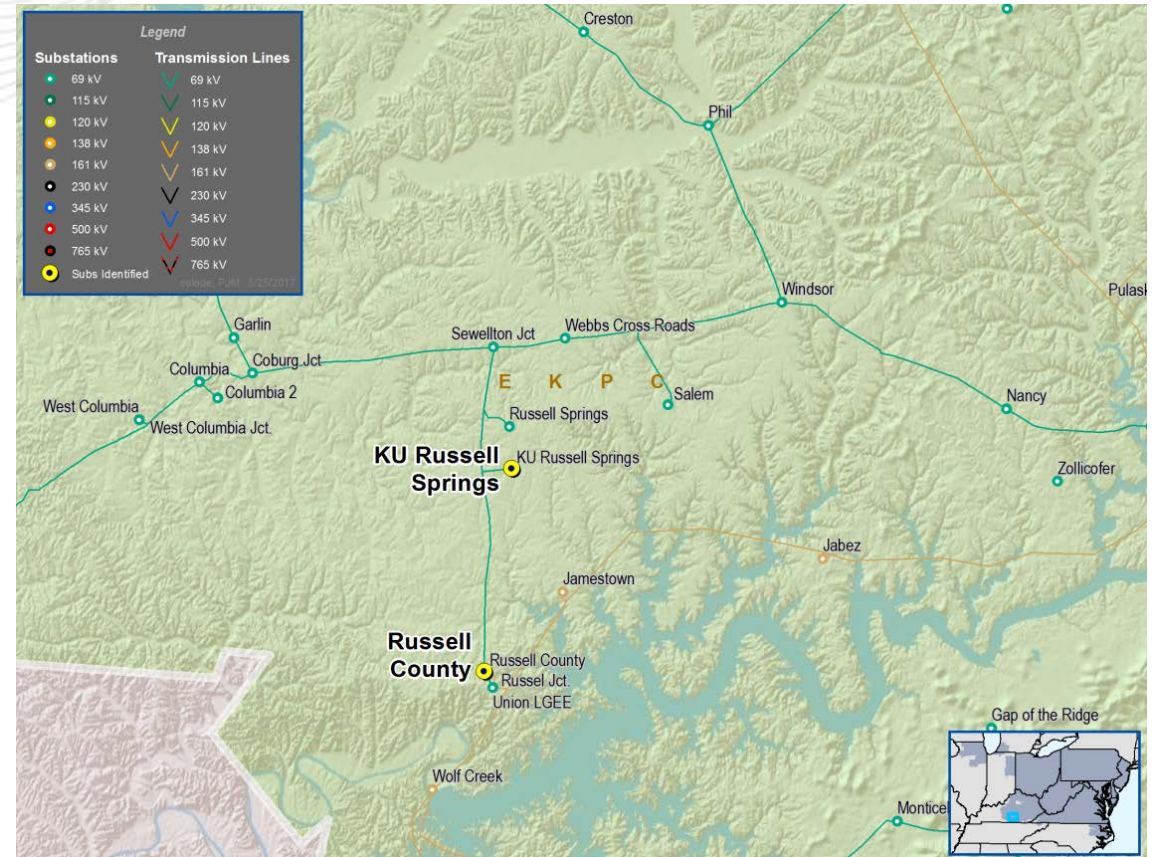 Legend
Substations
Transmission Lines
69 kV
69 kV
115 kV
115 kV
120 kV
120 kV
138 kV
138 kV
161 kV
161 kV
230 kV
230 kV
345 kV
345 kV
500 kV
500 kV
765 kV
765 kV
Subs Identified
Creston
Phil
Windsor
Garlin
Sewellton Jct
Webbs Cross Roads
Columbia
Coburg Jct
Columbia 2
E K P C
Salem
Nancy
West Columbia
West Columbia Jct.
Russell Springs
KU Russell
Springs
KU Russell Springs
Zollicofer
Jabez
Jamestown
Russell
County
Russell County
Russel Jct.
Union LGEE
Gap of the Ridge
Wolf Creek